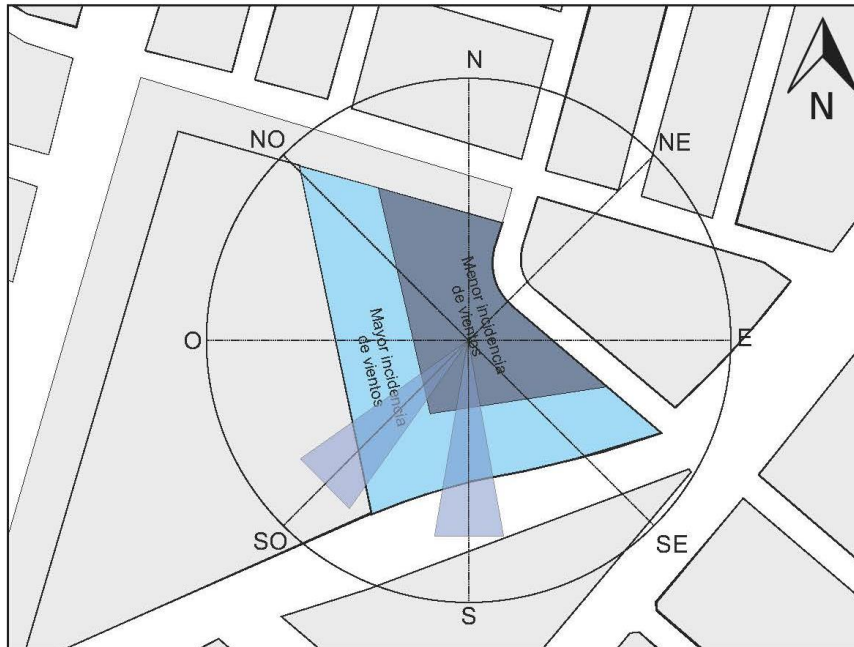 N
N
NO
NE
Menor incidencia
de vientos
Mayor incidencia
de vientos
O
E
SO
SE
S